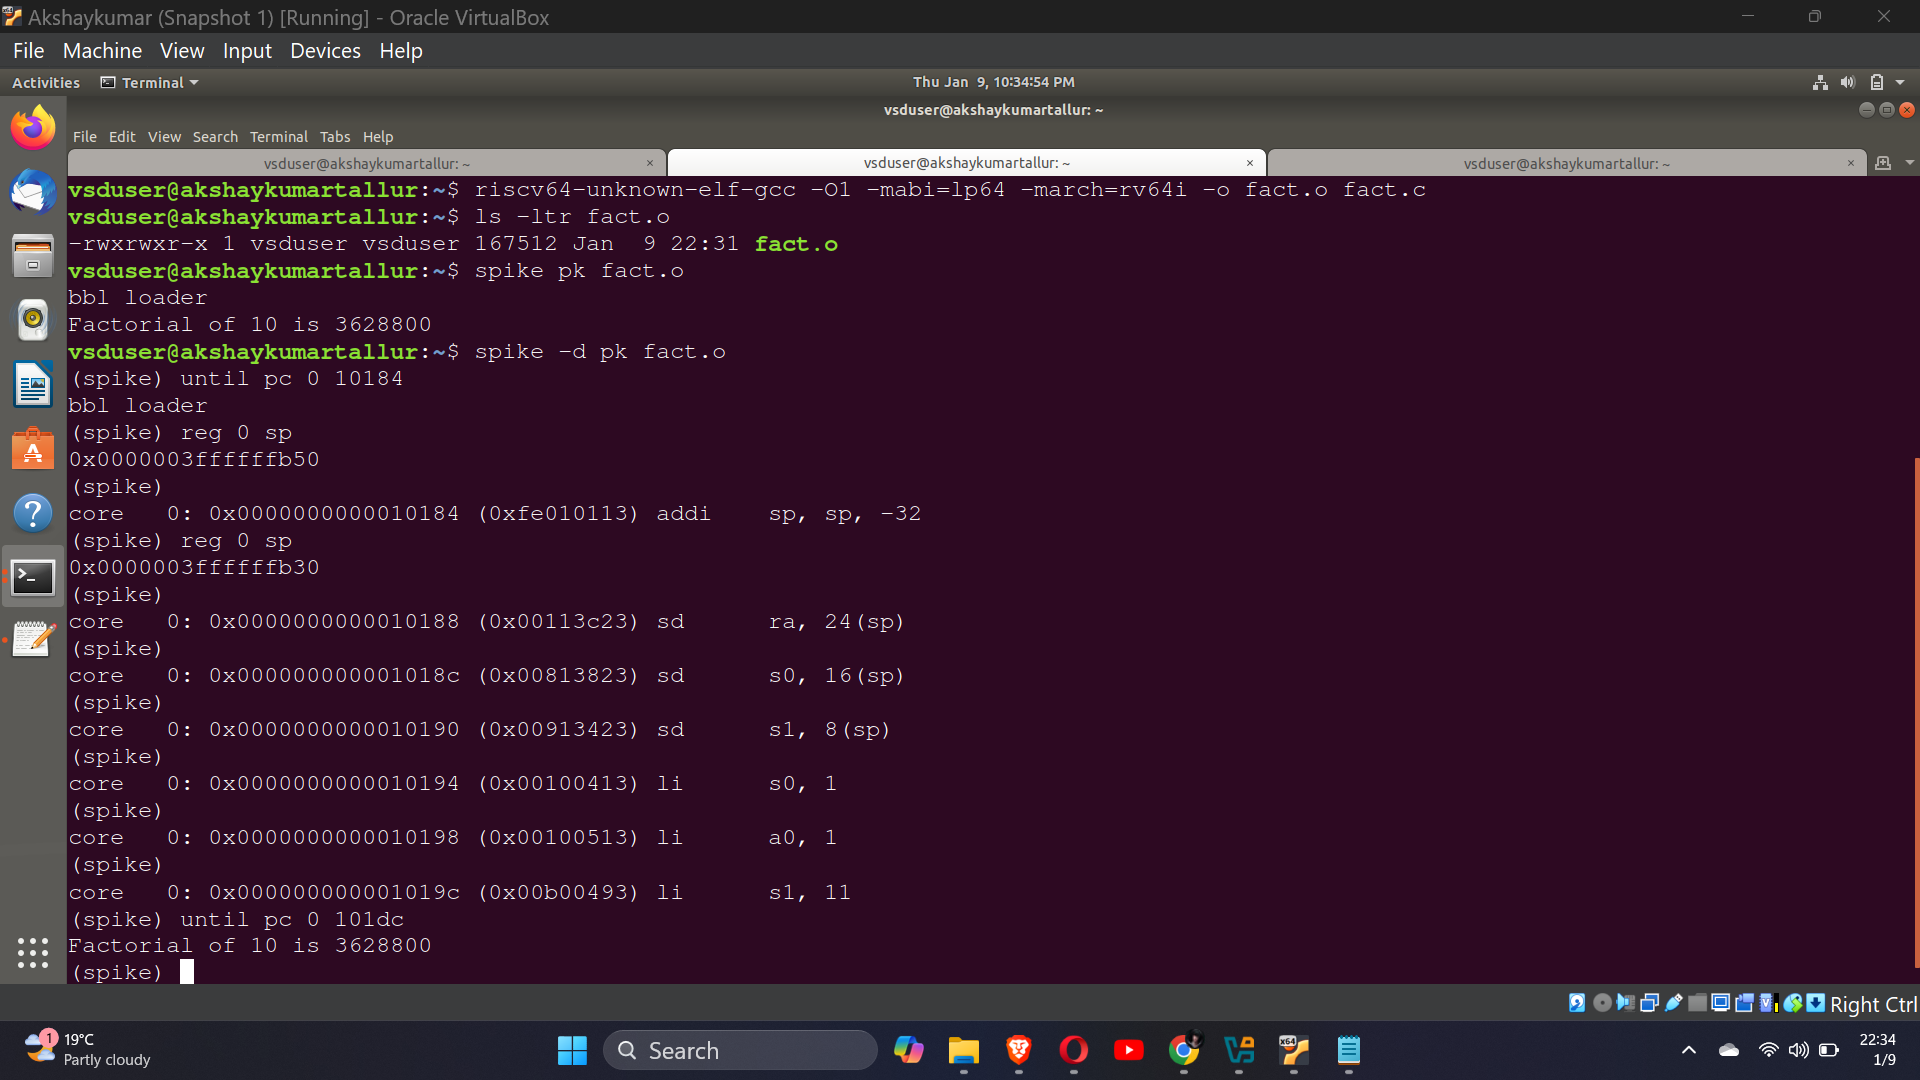 Akshaykumar (Snapshot 1) [Running] - Oracle VirtualBox
File Machine View Input Devices Help
Activities Terminal Thu Jan 9, 10:34:54 PM
vsduser@akshaykumartallur: ~
File Edit View Search Terminal Tabs Help
vsduser@akshaykumartallur: ~ × vsduser@akshaykumartallur: ~ × vsduser@akshaykumartallur: ~ ×
vsduser@akshaykumartallur:~$ riscv64-unknown-elf-gcc -O1 -mabi=lp64 -march=rv64i -o fact.o fact.c
vsduser@akshaykumartallur:~$ ls -ltr fact.o
-rwxrwxr-x 1 vsduser vsduser 167512 Jan  9 22:31 fact.o
vsduser@akshaykumartallur:~$ spike pk fact.o
bbl loader
Factorial of 10 is 3628800
vsduser@akshaykumartallur:~$ spike -d pk fact.o
(spike) until pc 0 10184
bbl loader
(spike) reg 0 sp
0x0000003ffffffb50
(spike)
core   0: 0x0000000000010184 (0xfe010113) addi    sp, sp, -32
(spike) reg 0 sp
0x0000003ffffffb30
(spike)
core   0: 0x0000000000010188 (0x00113c23) sd      ra, 24(sp)
(spike)
core   0: 0x000000000001018c (0x00813823) sd      s0, 16(sp)
(spike)
core   0: 0x0000000000010190 (0x00913423) sd      s1, 8(sp)
(spike)
core   0: 0x0000000000010194 (0x00100413) li      s0, 1
(spike)
core   0: 0x0000000000010198 (0x00100513) li      a0, 1
(spike)
core   0: 0x000000000001019c (0x00b00493) li      s1, 11
(spike) until pc 0 101dc
Factorial of 10 is 3628800
(spike)
Right Ctrl
1 19°C
Partly cloudy
Search
x64
22:34
1/9